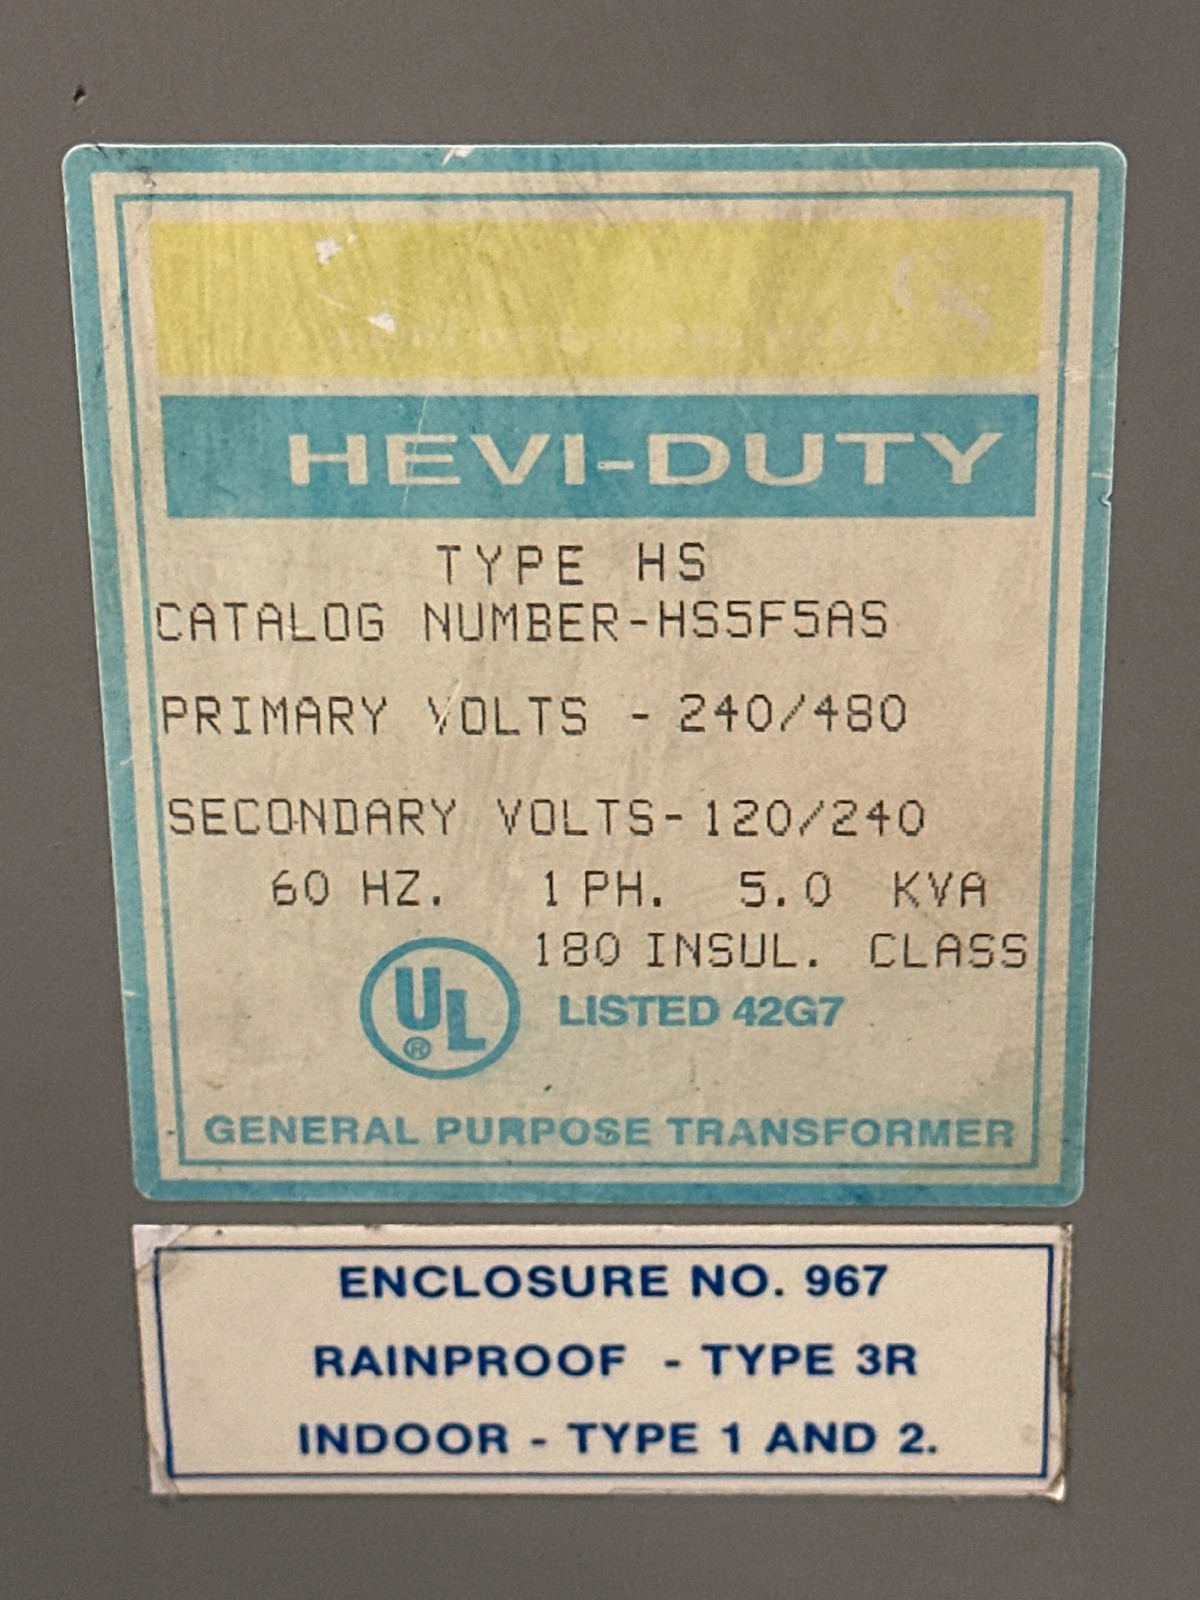 HEVI-DUTY
TYPE HS
CATALOG NUMBER-HS5F5AS
PRIMARY VOLTS - 240/480
SECONDARY VOLTS-120/240
60 HZ. 1 PH. 5.0 KVA
180 INSUL. CLASS
UL ® LISTED 42G7
GENERAL PURPOSE TRANSFORMER
ENCLOSURE NO. 967
RAINPROOF - TYPE 3R
INDOOR - TYPE 1 AND 2.